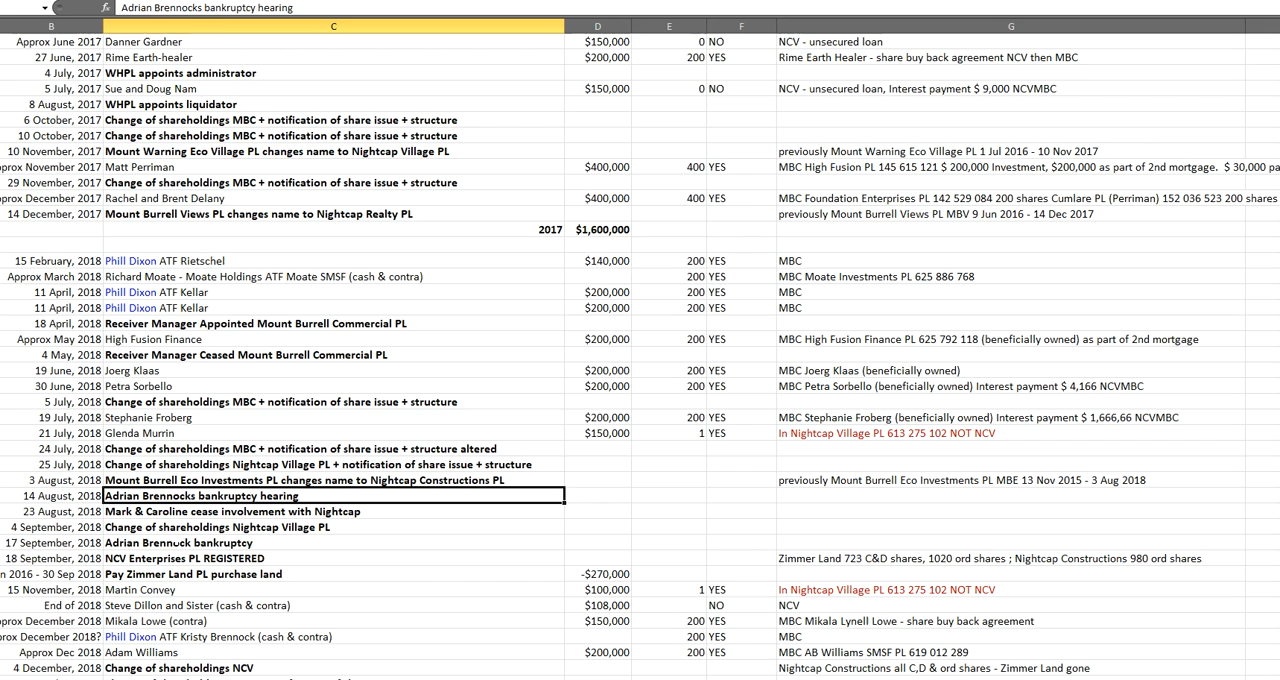 fx Adrian Brennocks bankruptcy hearing
B C D E F G
Approx June 2017 Danner Gardner $150,000 0 NO NCV - unsecured loan
27 June, 2017 Rime Earth-healer $200,000 200 YES Rime Earth Healer - share buy back agreement NCV then MBC
4 July, 2017 WHPL appoints administrator
5 July, 2017 Sue and Doug Nam $150,000 0 NO NCV - unsecured loan, Interest payment $ 9,000 NCVMBC
8 August, 2017 WHPL appoints liquidator
6 October, 2017 Change of shareholdings MBC + notification of share issue + structure
10 October, 2017 Change of shareholdings MBC + notification of share issue + structure
10 November, 2017 Mount Warning Eco Village PL changes name to Nightcap Village PL previously Mount Warning Eco Village PL 1 Jul 2016 - 10 Nov 2017
prox November 2017 Matt Perriman $400,000 400 YES MBC High Fusion PL 145 615 121 $ 200,000 Investment, $200,000 as part of 2nd mortgage. $ 30,000 pa
29 November, 2017 Change of shareholdings MBC + notification of share issue + structure
prox December 2017 Rachel and Brent Delany $400,000 400 YES MBC Foundation Enterprises PL 142 529 084 200 shares Cumlare PL (Perriman) 152 036 523 200 shares
14 December, 2017 Mount Burrell Views PL changes name to Nightcap Realty PL previously Mount Burrell Views PL MBV 9 Jun 2016 - 14 Dec 2017
2017 $1,600,000
15 February, 2018 Phill Dixon ATF Rietschel $140,000 200 YES MBC
Approx March 2018 Richard Moate - Moate Holdings ATF Moate SMSF (cash & contra) 200 YES MBC Moate Investments PL 625 886 768
11 April, 2018 Phill Dixon ATF Kellar $200,000 200 YES MBC
11 April, 2018 Phill Dixon ATF Kellar $200,000 200 YES MBC
18 April, 2018 Receiver Manager Appointed Mount Burrell Commercial PL
Approx May 2018 High Fusion Finance $200,000 200 YES MBC High Fusion Finance PL 625 792 118 (beneficially owned) as part of 2nd mortgage
4 May, 2018 Receiver Manager Ceased Mount Burrell Commercial PL
19 June, 2018 Joerg Klaas $200,000 200 YES MBC Joerg Klaas (beneficially owned)
30 June, 2018 Petra Sorbello $200,000 200 YES MBC Petra Sorbello (beneficially owned) Interest payment $ 4,166 NCVMBC
5 July, 2018 Change of shareholdings MBC + notification of share issue + structure
19 July, 2018 Stephanie Froberg $200,000 200 YES MBC Stephanie Froberg (beneficially owned) Interest payment $ 1,666,66 NCVMBC
21 July, 2018 Glenda Murrin $150,000 1 YES In Nightcap Village PL 613 275 102 NOT NCV
24 July, 2018 Change of shareholdings MBC + notification of share issue + structure altered
25 July, 2018 Change of shareholdings Nightcap Village PL + notification of share issue + structure
3 August, 2018 Mount Burrell Eco Investments PL changes name to Nightcap Constructions PL previously Mount Burrell Eco Investments PL MBE 13 Nov 2015 - 3 Aug 2018
14 August, 2018 Adrian Brennocks bankruptcy hearing
23 August, 2018 Mark & Caroline cease involvement with Nightcap
4 September, 2018 Change of shareholdings Nightcap Village PL
17 September, 2018 Adrian Brennock bankruptcy
18 September, 2018 NCV Enterprises PL REGISTERED Zimmer Land 723 C&D shares, 1020 ord shares ; Nightcap Constructions 980 ord shares
n 2016 - 30 Sep 2018 Pay Zimmer Land PL purchase land -$270,000
15 November, 2018 Martin Convey $100,000 1 YES In Nightcap Village PL 613 275 102 NOT NCV
End of 2018 Steve Dillon and Sister (cash & contra) $108,000 NO NCV
prox December 2018 Mikala Lowe (contra) $150,000 200 YES MBC Mikala Lynell Lowe - share buy back agreement
rox December 2018? Phill Dixon ATF Kristy Brennock (cash & contra) 200 YES MBC
Approx Dec 2018 Adam Williams $200,000 200 YES MBC AB Williams SMSF PL 619 012 289
4 December, 2018 Change of shareholdings NCV Nightcap Constructions all C,D & ord shares - Zimmer Land gone